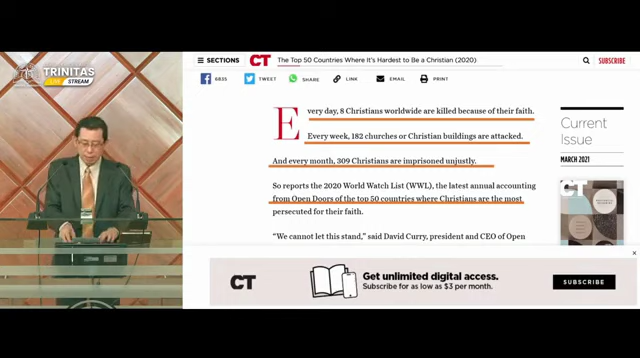 TRINITAS
LIVE STREAM
SECTIONS
CT
The Top 50 Countries Where It's Hardest to Be a Christian (2020)
SUBSCRIBE
6835
TWEET
SHARE
LINK
EMAIL
PRINT
Every day, 8 Christians worldwide are killed because of their faith.
Every week, 182 churches or Christian buildings are attacked.
And every month, 309 Christians are imprisoned unjustly.
So reports the 2020 World Watch List (WWL), the latest annual accounting
from Open Doors of the top 50 countries where Christians are the most
persecuted for their faith.
“We cannot let this stand,” said David Curry, president and CEO of Open
Current
Issue
MARCH 2021
CT
CT
Get unlimited digital access.
Subscribe for as low as $3 per month.
SUBSCRIBE